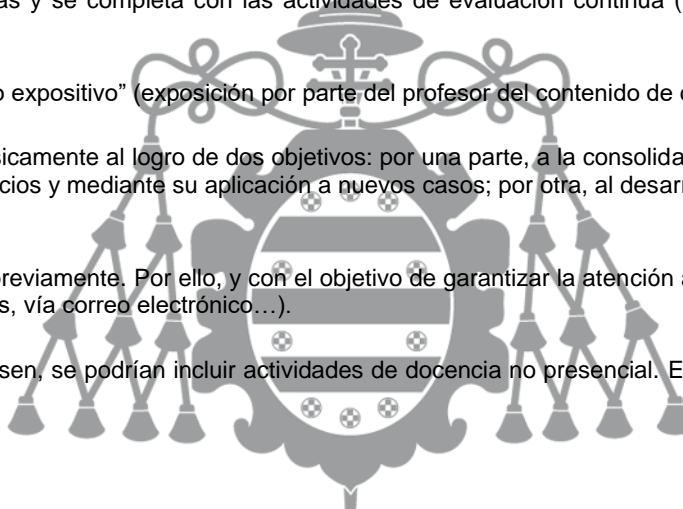 as y se completa con las actividades de evaluación continua (
o expositivo” (exposición por parte del profesor del contenido de
sicamente al logro de dos objetivos: por una parte, a la consolida
cios y mediante su aplicación a nuevos casos; por otra, al desarr
previamente. Por ello, y con el objetivo de garantizar la atención
s, vía correo electrónico…).
sen, se podrían incluir actividades de docencia no presencial. E